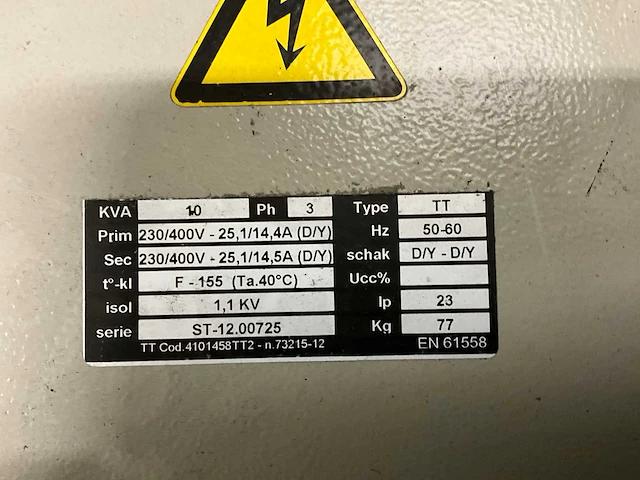 KVA 10 Ph 3 Type TT
Prim 230/400V - 25,1/14,4A (D/Y) Hz 50-60
Sec 230/400V - 25,1/14,5A (D/Y) schak D/Y - D/Y
t°-kl F - 155 (Ta.40°C) Ucc%
isol 1,1 KV Ip 23
serie ST-12.00725 Kg 77
TT Cod.4101458TT2 - n.73215-12 EN 61558